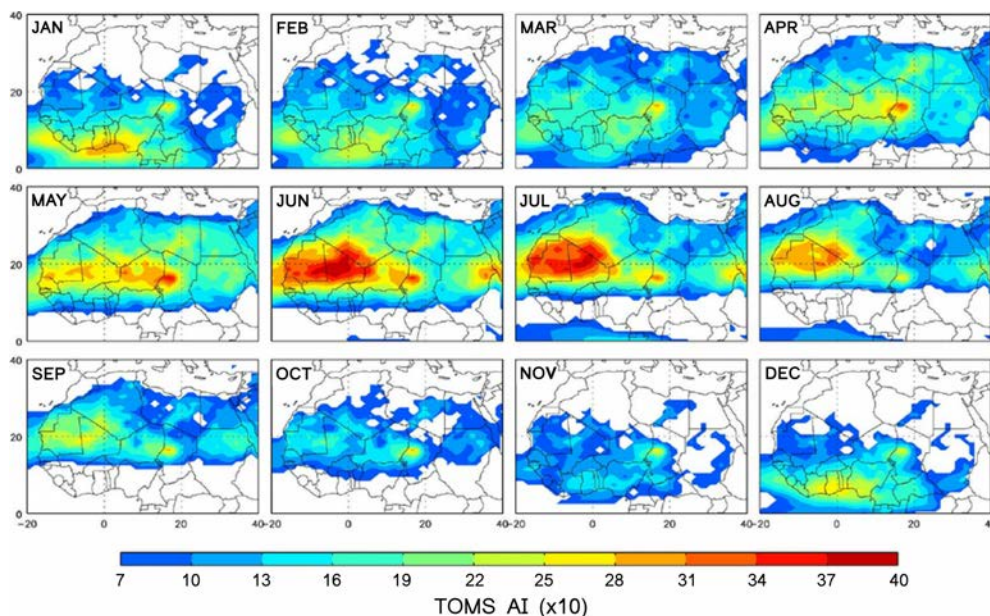 JAN FEB MAR APR
40
20
0
MAY JUN JUL AUG
40
20
0
SEP OCT NOV DEC
40
20
0
-20 0 20 40 -20 0 20 40 -20 0 20 40 -20 0 20 40
7 10 13 16 19 22 25 28 31 34 37 40
TOMS AI (x10)